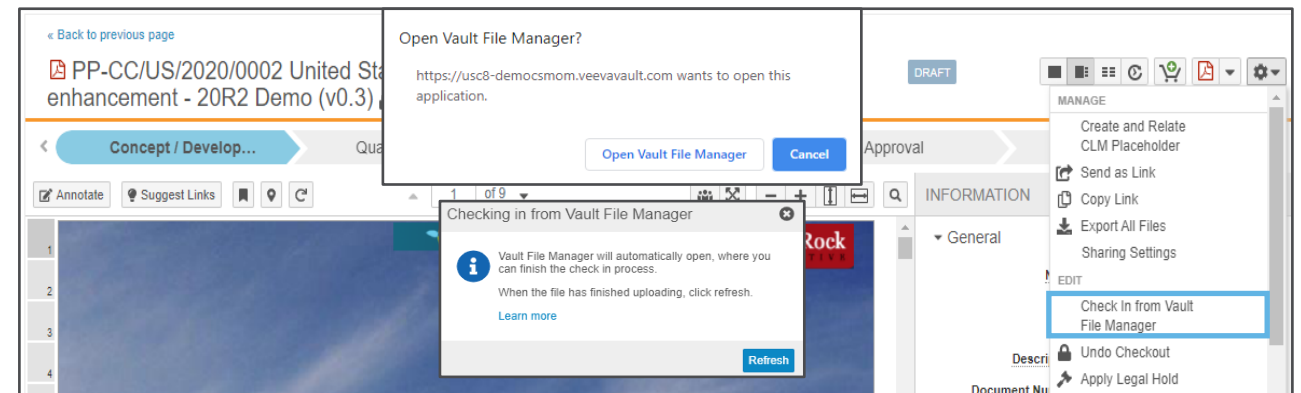 « Back to previous page
PP-CC/US/2020/0002 United Sta
enhancement - 20R2 Demo (v0.3)
Open Vault File Manager?
https://usc8-democsmom.veevavault.com wants to open this
application.
Open Vault File Manager
Cancel
DRAFT
Concept / Develop...
Qua
Approval
Annotate
Suggest Links
1 of 9
INFORMATION
General
Descri
Document Nu
1
2
3
4
Rock
Checking in from Vault File Manager
Vault File Manager will automatically open, where you
can finish the check in process.
When the file has finished uploading, click refresh.
Learn more
Refresh
MANAGE
Create and Relate
CLM Placeholder
Send as Link
Copy Link
Export All Files
Sharing Settings
EDIT
Check In from Vault
File Manager
Undo Checkout
Apply Legal Hold